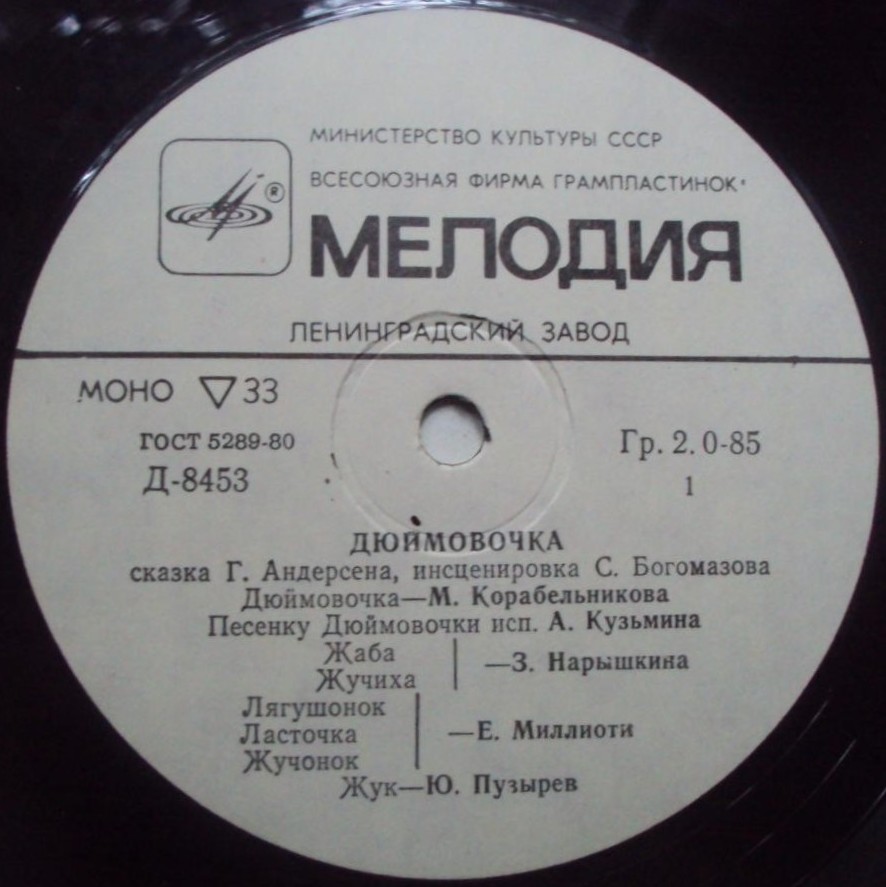 МИНИСТЕРСТВО КУЛЬТУРЫ СССР
ВСЕСОЮЗНАЯ ФИРМА ГРАМПЛАСТИНОК
®
МЕЛОДИЯ
ЛЕНИНГРАДСКИЙ ЗАВОД
МОНО ▽33
ГОСТ 5289-80
Гр. 2. 0-85
Д-8453
1
ДЮЙМОВОЧКА
сказка Г. Андерсена, инсценировка С. Богомазова
Дюймовочка—М. Корабельникова
Песенку Дюймовочки исп. А. Кузьмина
Жаба
Жучиха
—З. Нарышкина
Лягушонок
Ласточка
Жучонок
—Е. Миллиоти
Жук—Ю. Пузырев